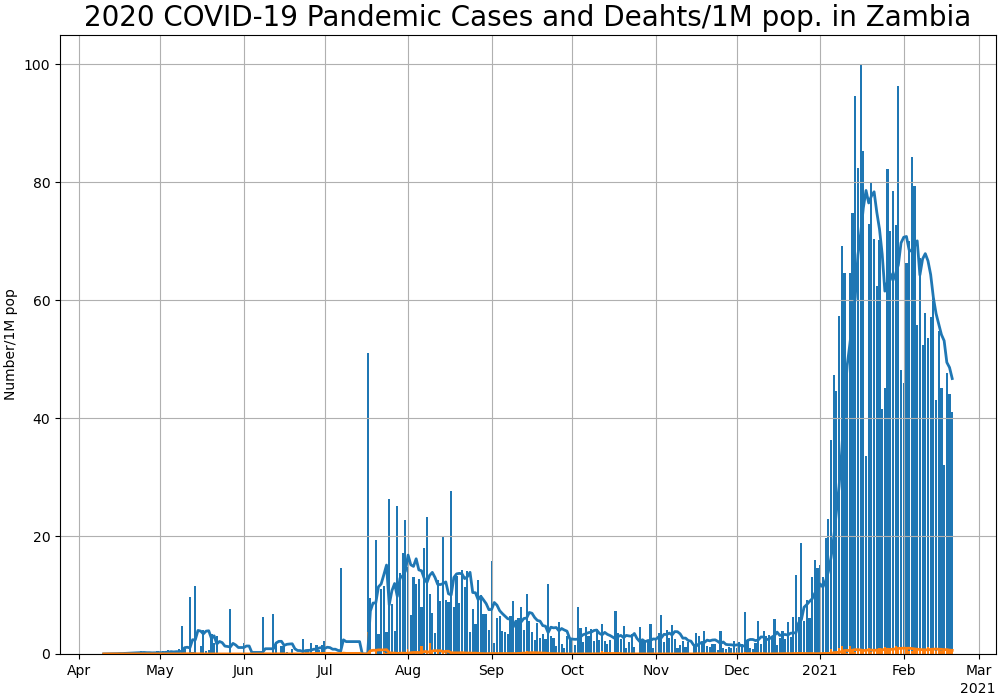 2020 COVID-19 Pandemic Cases and Deahts/1M pop. in Zambia
Number/1M pop
100
80
60
40
20
0
Apr May Jun Jul Aug Sep Oct Nov Dec 2021 Feb Mar
2021